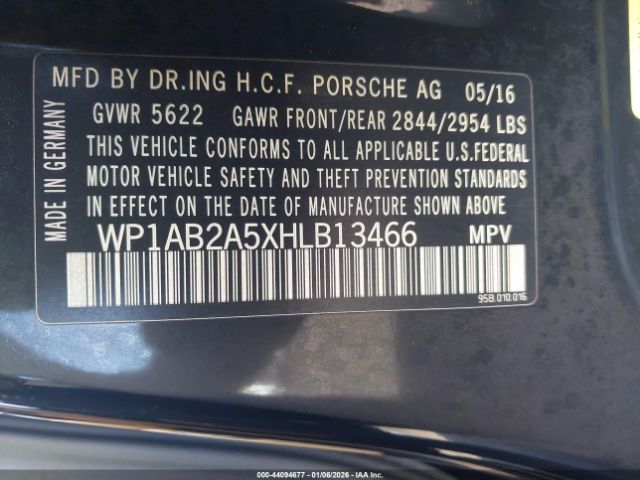 MFD BY DR.ING H.C.F. PORSCHE AG 05/16
GVWR 5622 GAWR FRONT/REAR 2844/2954 LBS
THIS VEHICLE CONFORMS TO ALL APPLICABLE U.S.FEDERAL
MOTOR VEHICLE SAFETY AND THEFT PREVENTION STANDARDS
IN EFFECT ON THE DATE OF MANUFACTURE SHOWN ABOVE
WP1AB2A5XHLB13466 MPV
95B.010.016
MADE IN GERMANY
000-44094677 - 01/06/2026 - IAAI